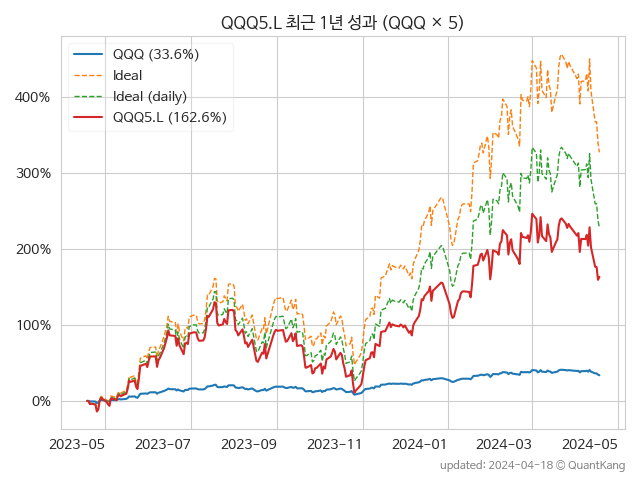 QQQ5.L 최근 1년 성과 (QQQ × 5)
QQQ (33.6%)
Ideal
Ideal (daily)
QQQ5.L (162.6%)
400%
300%
200%
100%
0%
2023-05 2023-07 2023-09 2023-11 2024-01 2024-03 2024-05
updated: 2024-04-18 © QuantKang